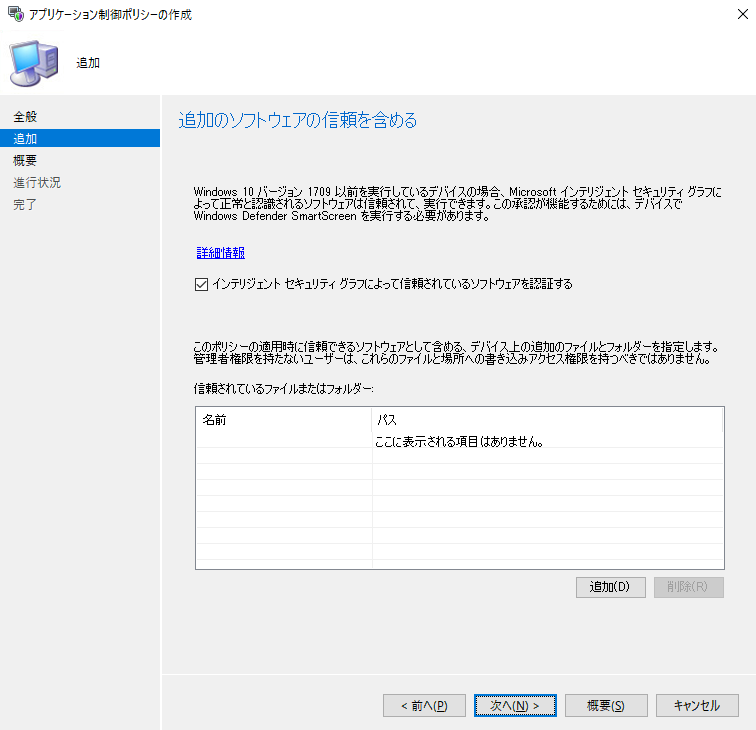 アプリケーション制御ポリシーの作成
追加
全般
追加
概要
進行状況
完了
追加のソフトウェアの信頼を含める
Windows 10 バージョン 1709 以前を実行しているデバイスの場合、Microsoft インテリジェント セキュリティ グラフに
よって正常と認識されるソフトウェアは信頼されて、実行できます。この承認が機能するためには、デバイスで
Windows Defender SmartScreen を実行する必要があります。
詳細情報
インテリジェント セキュリティ グラフによって信頼されているソフトウェアを認証する
このポリシーの適用時に信頼できるソフトウェアとして含める、デバイス上の追加のファイルとフォルダーを指定します。
管理者権限を持たないユーザーは、これらのファイルと場所への書き込みアクセス権限を持つべきではありません。
信頼されているファイルまたはフォルダー:
名前 パス
ここに表示される項目はありません。
追加(D) 削除(R)
< 前へ(P) 次へ(N) > 概要(S) キャンセル